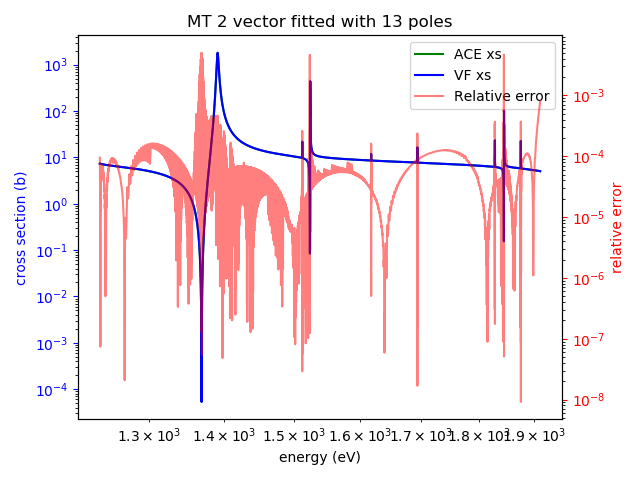 MT 2 vector fitted with 13 poles
ACE xs
VF xs
Relative error
cross section (b)
10³
10²
10¹
10⁰
10⁻¹
10⁻²
10⁻³
10⁻⁴
10⁻³
10⁻⁴
10⁻⁵
10⁻⁶
10⁻⁷
10⁻⁸
relative error
1.3 × 10³ 1.4 × 10³ 1.5 × 10³ 1.6 × 10³ 1.7 × 10³ 1.8 × 10³ 1.9 × 10³
energy (eV)